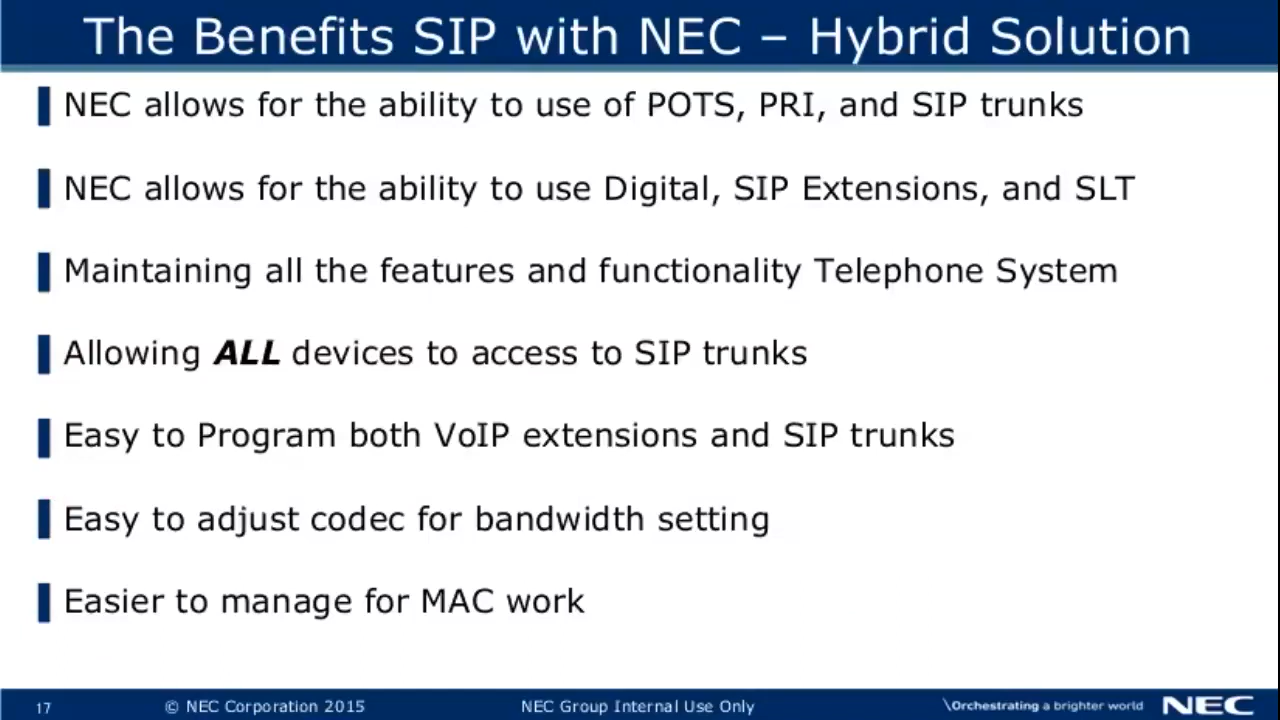 The Benefits SIP with NEC – Hybrid Solution
NEC allows for the ability to use of POTS, PRI, and SIP trunks
NEC allows for the ability to use Digital, SIP Extensions, and SLT
Maintaining all the features and functionality Telephone System
Allowing ALL devices to access to SIP trunks
Easy to Program both VoIP extensions and SIP trunks
Easy to adjust codec for bandwidth setting
Easier to manage for MAC work
17 © NEC Corporation 2015 NEC Group Internal Use Only \Orchestrating a brighter world NEC